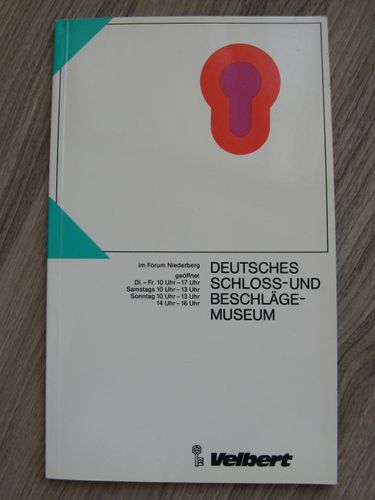 im Forum Niederberg
geöffnet
Di. – Fr. 10 Uhr – 17 Uhr
Samstags 10 Uhr – 13 Uhr
Sonntag 10 Uhr – 13 Uhr
14 Uhr – 16 Uhr
DEUTSCHES
SCHLOSS-UND
BESCHLÄGE-
MUSEUM
Velbert